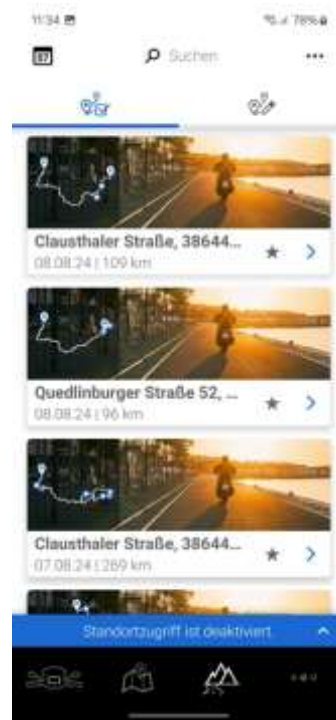 11:34
78%
37
Suchen
Clausthaler Straße, 38644...
08.08.24 | 109 km
Quedlinburger Straße 52, ...
08.08.24 | 96 km
Clausthaler Straße, 38644...
07.08.24 | 269 km
Standortzugriff ist deaktiviert.